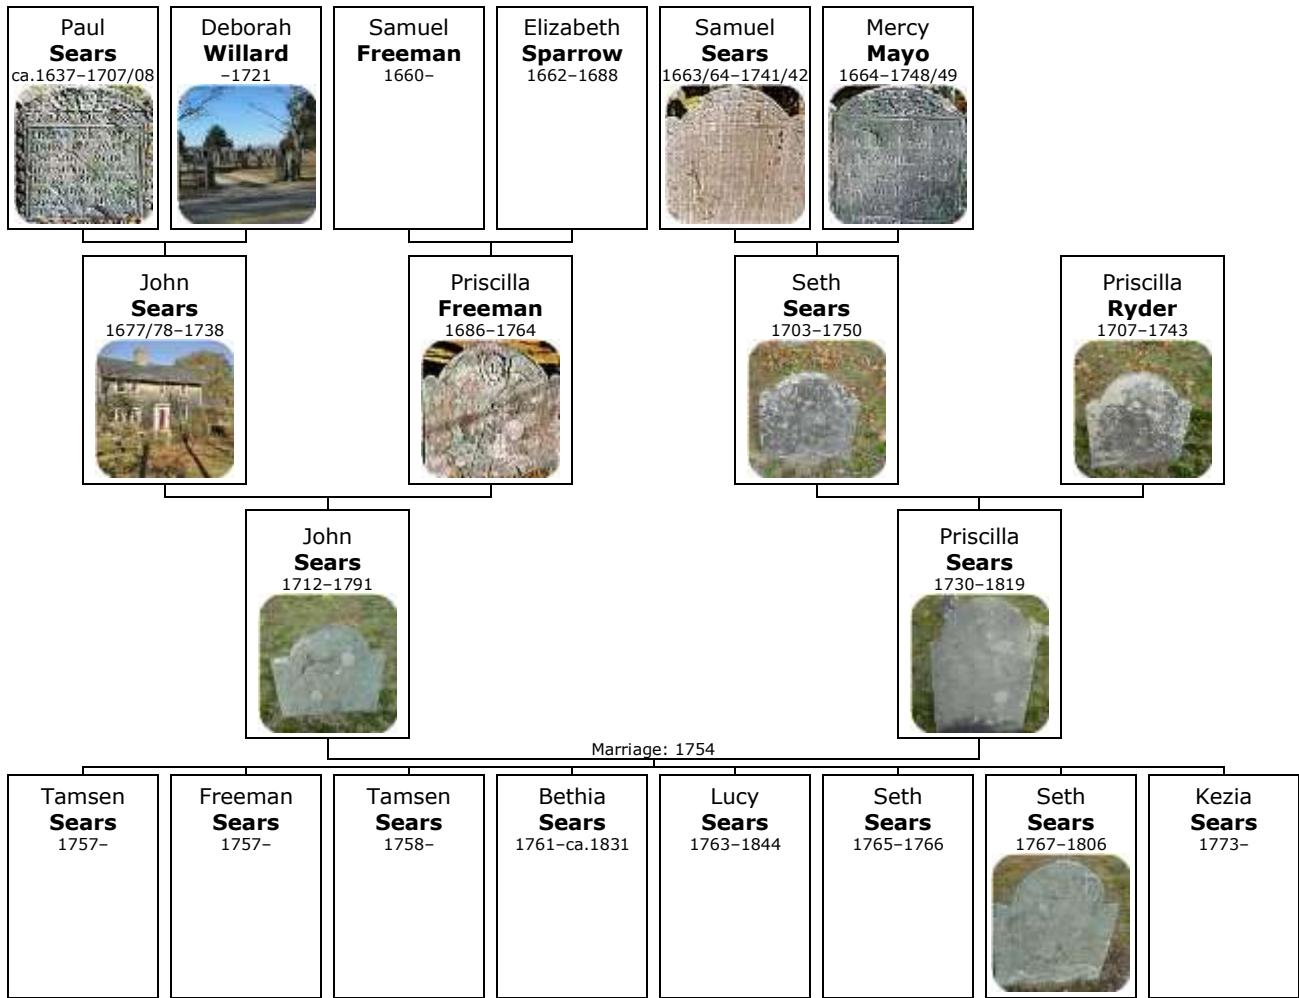 Paul
Sears
ca.1637–1707/08
Deborah
Willard
–1721
Samuel
Freeman
1660–
Elizabeth
Sparrow
1662–1688
Samuel
Sears
1663/64–1741/42
Mercy
Mayo
1664–1748/49
John
Sears
1677/78–1738
Priscilla
Freeman
1686–1764
Seth
Sears
1703–1750
Priscilla
Ryder
1707–1743
John
Sears
1712–1791
Priscilla
Sears
1730–1819
Marriage: 1754
Tamsen
Sears
1757–
Freeman
Sears
1757–
Tamsen
Sears
1758–
Bethia
Sears
1761–ca.1831
Lucy
Sears
1763–1844
Seth
Sears
1765–1766
Seth
Sears
1767–1806
Kezia
Sears
1773–